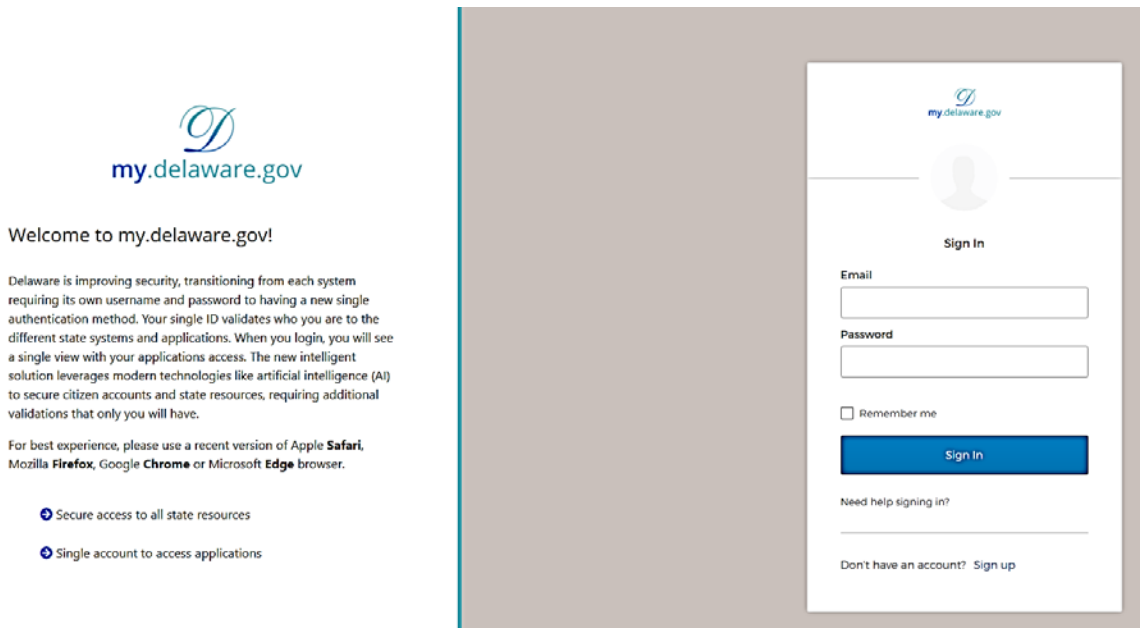 D
my.delaware.gov
Welcome to my.delaware.gov!
Delaware is improving security, transitioning from each system
requiring its own username and password to having a new single
authentication method. Your single ID validates who you are to the
different state systems and applications. When you login, you will see
a single view with your applications access. The new intelligent
solution leverages modern technologies like artificial intelligence (AI)
to secure citizen accounts and state resources, requiring additional
validations that only you will have.
For best experience, please use a recent version of Apple Safari,
Mozilla Firefox, Google Chrome or Microsoft Edge browser.
Secure access to all state resources
Single account to access applications
D
my.delaware.gov
Sign In
Email
Password
Remember me
Sign In
Need help signing in?
Don't have an account? Sign up